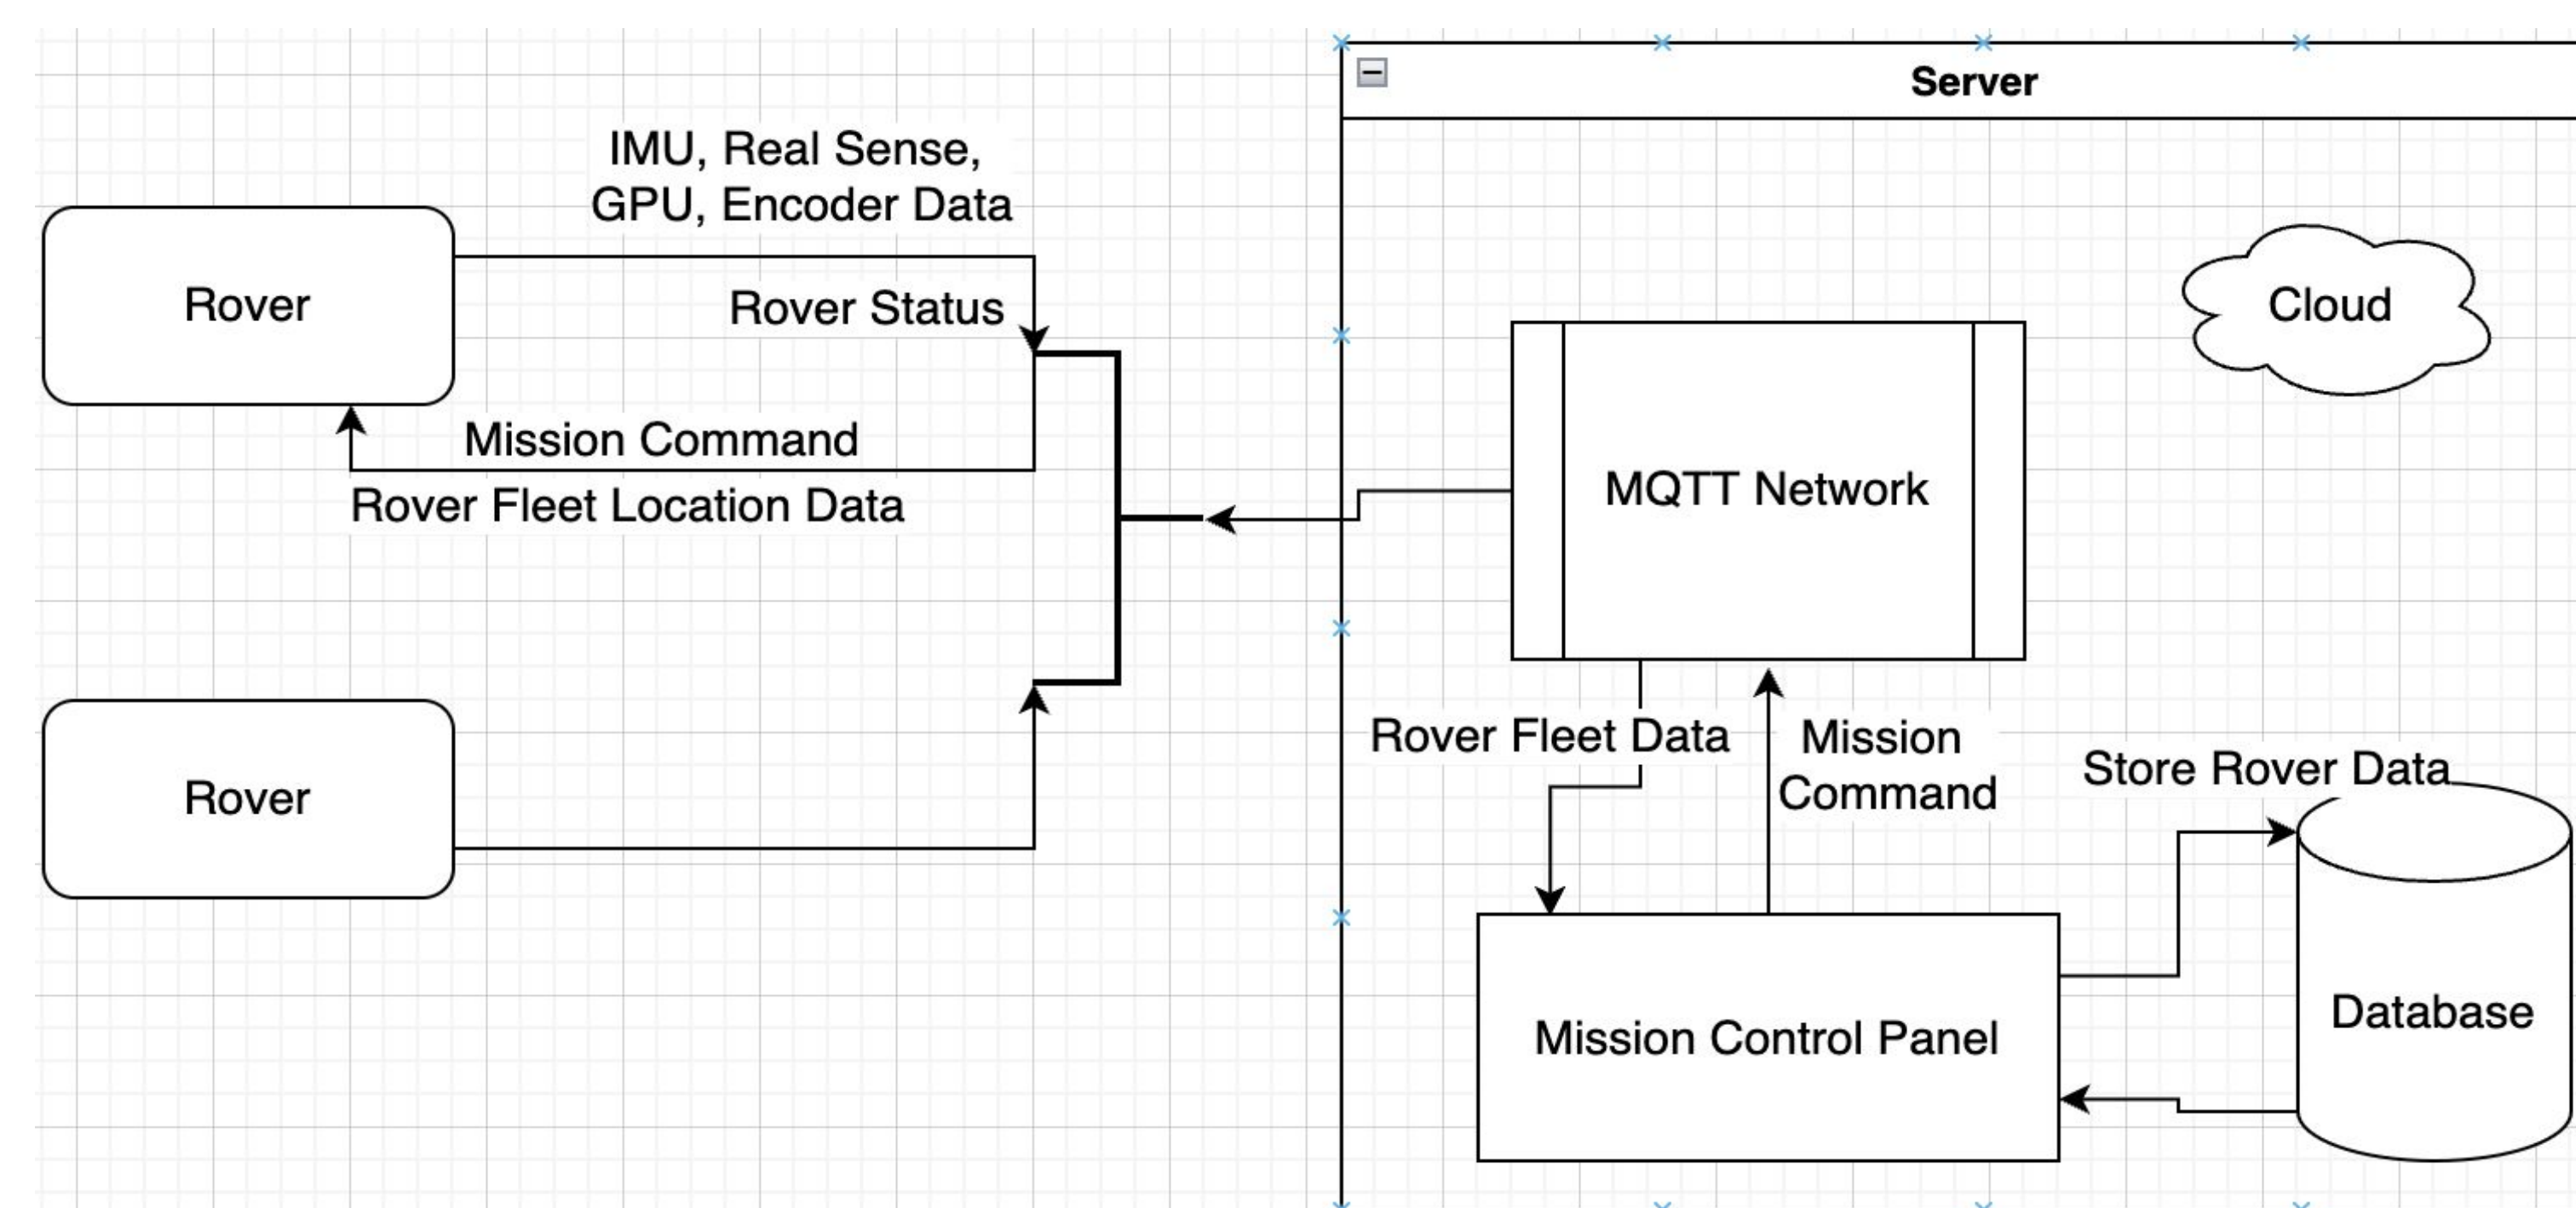 Server
IMU, Real Sense,
GPU, Encoder Data
Rover
Rover Status
Mission Command
Rover Fleet Location Data
Rover
MQTT Network
Cloud
Rover Fleet Data
Mission
Command
Store Rover Data
Mission Control Panel
Database